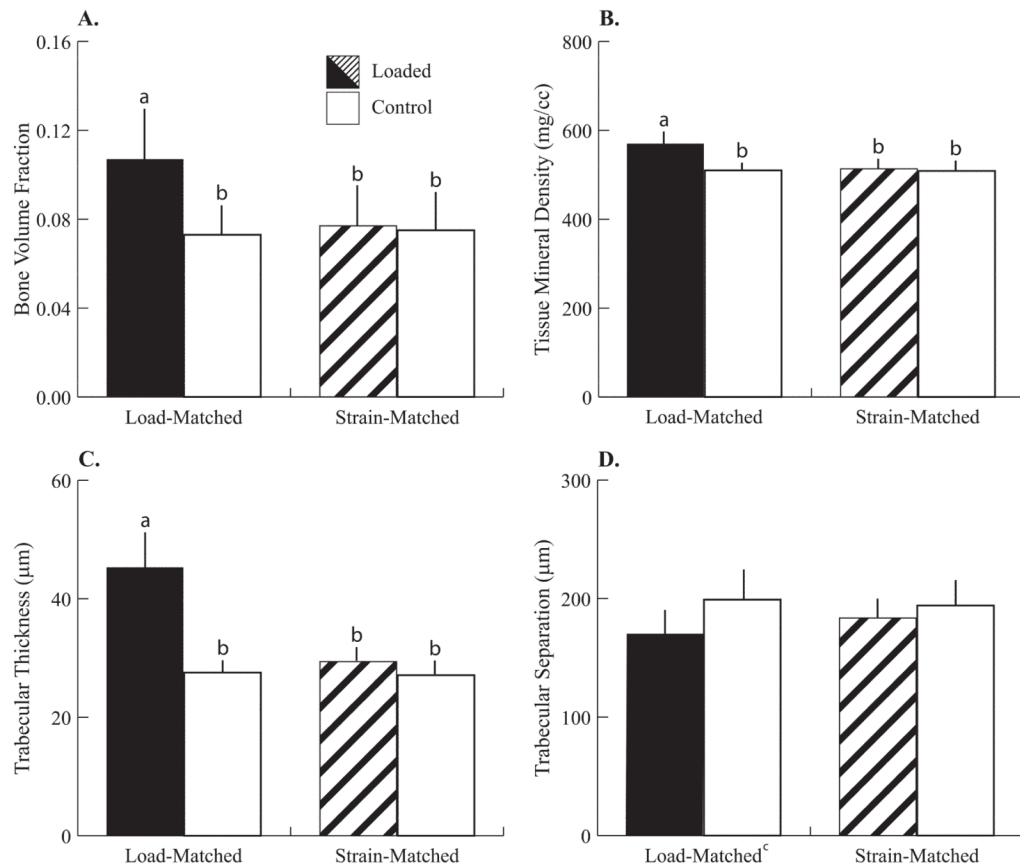 A.
0.16
0.12
0.08
0.04
0.00
Bone Volume Fraction
a
b
b
b
Loaded
Control
Load-Matched
Strain-Matched
B.
800
600
400
200
0
Tissue Mineral Density (mg/cc)
a
b
b
b
Load-Matched
Strain-Matched
C.
60
40
20
0
Trabecular Thickness (μm)
a
b
b
b
Load-Matched
Strain-Matched
D.
300
200
100
0
Trabecular Separation (μm)
Load-Matchedᶜ
Strain-Matched